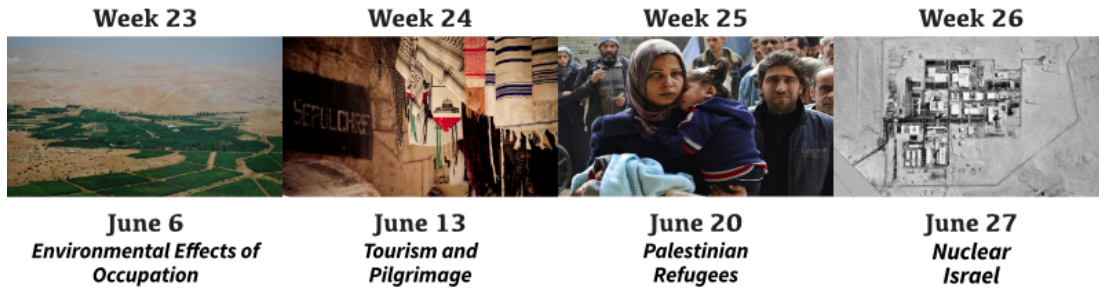 Week 23
Week 24
Week 25
Week 26
SEPULCHRE
June 6
June 13
June 20
June 27
Environmental Effects of
Occupation
Tourism and
Pilgrimage
Palestinian
Refugees
Nuclear
Israel